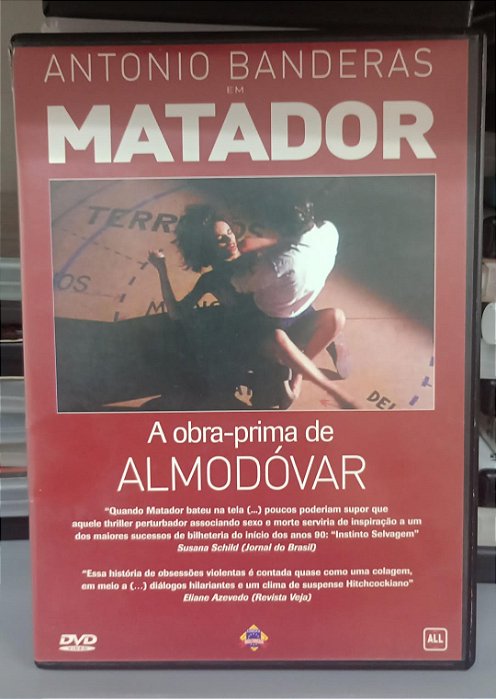 ANTONIO BANDERAS
EM
MATADOR
TERR
OS
M
DEL
A obra-prima de
ALMODÓVAR
“Quando Matador bateu na tela (...) poucos poderiam supor que
aquele thriller perturbador associando sexo e morte serviria de inspiração a um
dos maiores sucessos de bilheteria do início dos anos 90: “Instinto Selvagem”
Susana Schild (Jornal do Brasil)
“Essa história de obsessões violentas é contada quase como uma colagem,
em meio a (...) diálogos hilariantes e um clima de suspense Hitchcockiano”
Eliane Azevedo (Revista Veja)
DVD
VIDEO
ALL